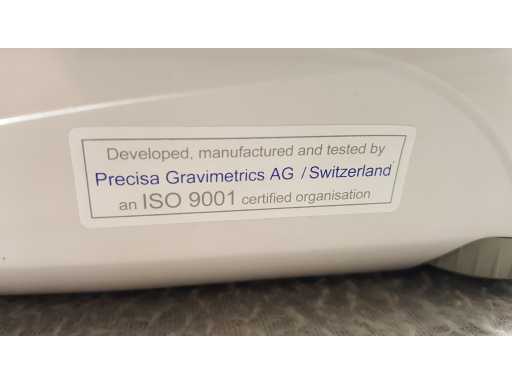 Developed, manufactured and tested by
Precisa Gravimetrics AG / Switzerland
an ISO 9001 certified organisation